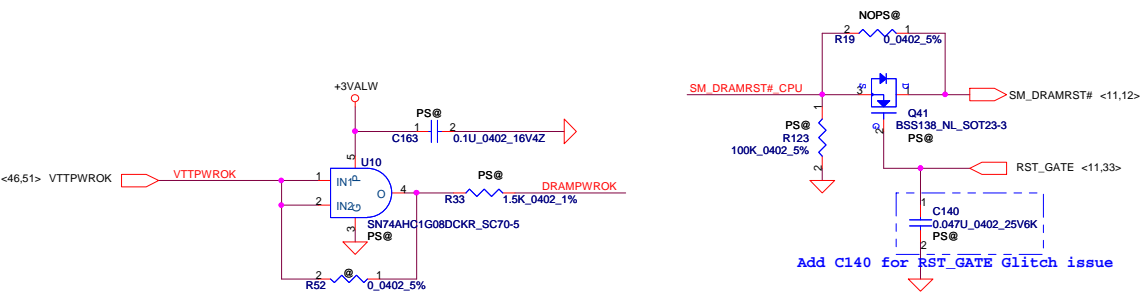 NOPS@
2
1
R19
0_0402_5%
+3VALW
SM_DRAMRST#_CPU
3
S
D
1
SM_DRAMRST# <11,12>
PS@
1
2
C163
0.1U_0402_16V4Z
1
PS@
R123
100K_0402_5%
2
G
2
Q41
BSS138_NL_SOT23-3
PS@
5
U10
<46,51> VTTPWROK
VTTPWROK
1
IN1
P
2
IN2
G
O
4
3
PS@
R33
1.5K_0402_1%
DRAMPWROK
RST_GATE <11,33>
SN74AHC1G08DCKR_SC70-5
PS@
1
C140
0.047U_0402_25V6K
PS@
2
2
@
1
R52
0_0402_5%
Add C140 for RST_GATE Glitch issue